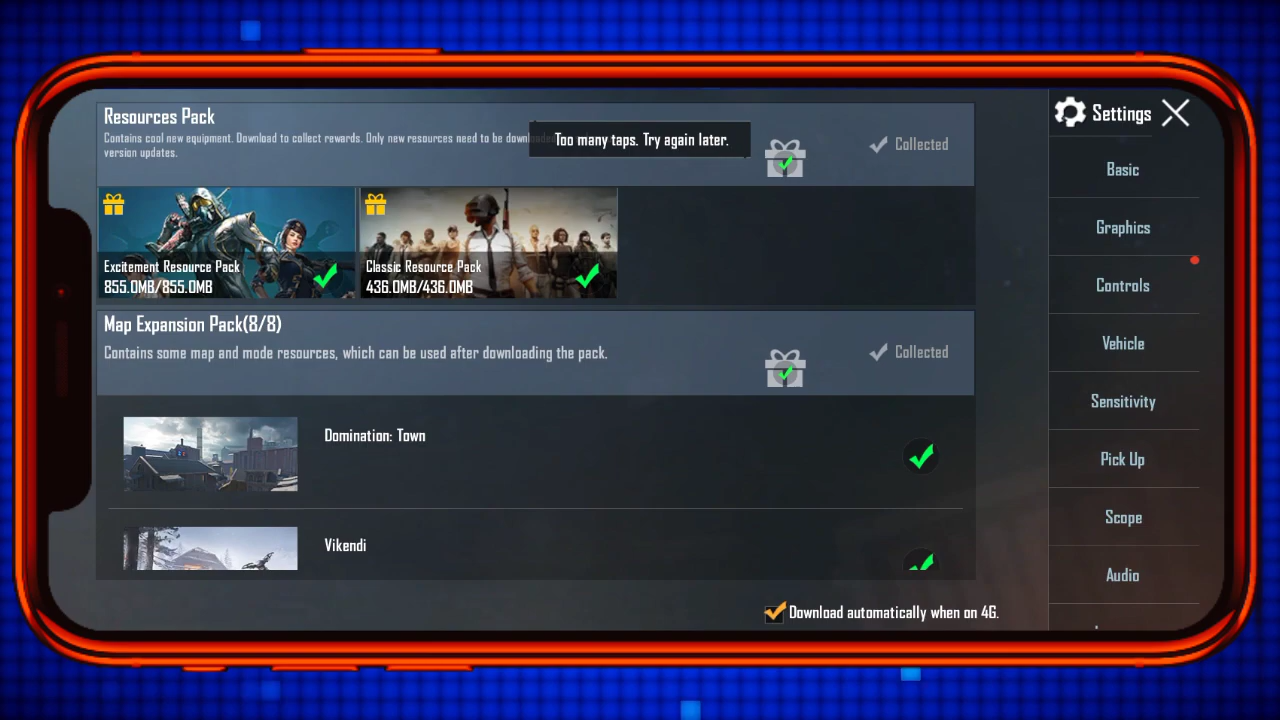 Resources Pack
Contains cool new equipment. Download to collect rewards. Only new resources need to be
version updates.
Too many taps. Try again later.
Collected
Excitement Resource Pack
855.0MB/855.0MB
Classic Resource Pack
436.0MB/436.0MB
Map Expansion Pack(8/8)
Contains some map and mode resources, which can be used after downloading the pack.
Collected
Domination: Town
Vikendi
Download automatically when on 4G.
Settings
Basic
Graphics
Controls
Vehicle
Sensitivity
Pick Up
Scope
Audio